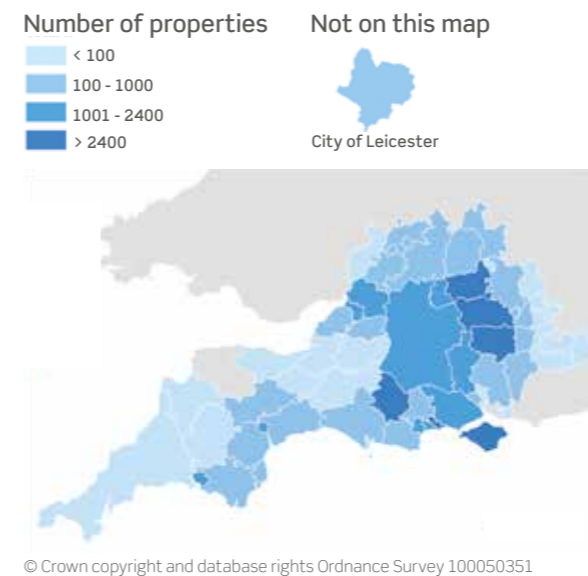 Number of properties
< 100
100 - 1000
1001 - 2400
> 2400
Not on this map
City of Leicester
© Crown copyright and database rights Ordnance Survey 100050351